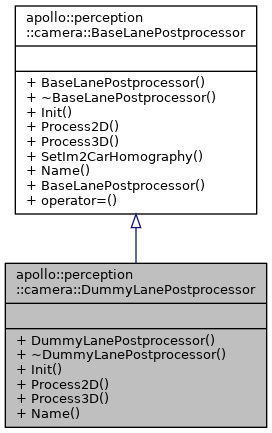 apollo::perception
::camera::BaseLanePostprocessor
+ BaseLanePostprocessor()
+ ~BaseLanePostprocessor()
+ Init()
+ Process2D()
+ Process3D()
+ SetIm2CarHomography()
+ Name()
+ BaseLanePostprocessor()
+ operator=()
apollo::perception
::camera::DummyLanePostprocessor
+ DummyLanePostprocessor()
+ ~DummyLanePostprocessor()
+ Init()
+ Process2D()
+ Process3D()
+ Name()